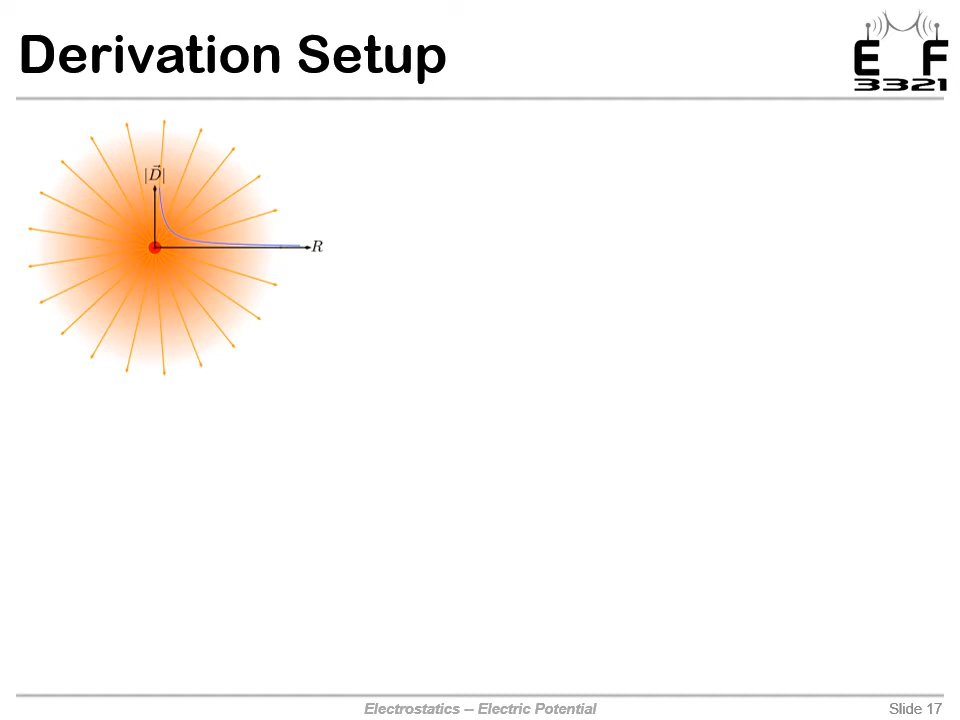 Derivation Setup
E F
3321
|D⃗|
R
Electrostatics -- Electric Potential
Slide 17